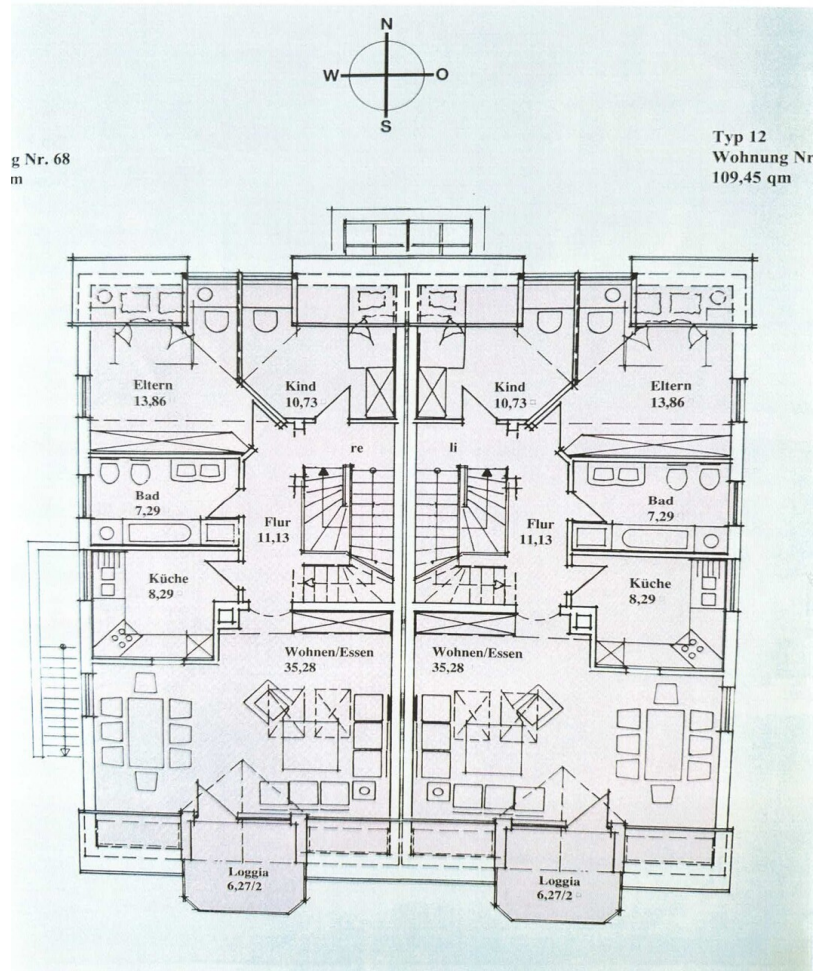 N
W O
S
g Nr. 68
m
Typ 12
Wohnung Nr
109,45 qm
Eltern
13,86
Kind
10,73
Kind
10,73
Eltern
13,86
re
li
Bad
7,29
Flur
11,13
Flur
11,13
Bad
7,29
Küche
8,29
Küche
8,29
Wohnen/Essen
35,28
Wohnen/Essen
35,28
Loggia
6,27/2
Loggia
6,27/2